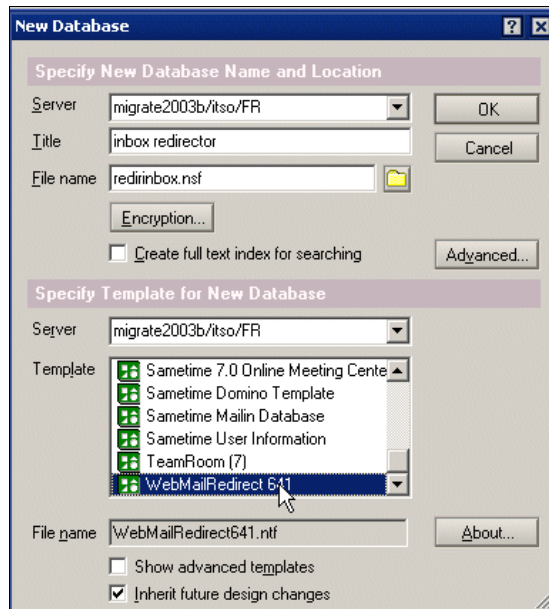 New Database
Specify New Database Name and Location
Server migrate2003b/itso/FR OK
Title inbox redirector Cancel
File name redirinbox.nsf
Encryption...
Create full text index for searching Advanced...
Specify Template for New Database
Server migrate2003b/itso/FR
Template Sametime 7.0 Online Meeting Cente
Sametime Domino Template
Sametime Mailin Database
Sametime User Information
TeamRoom (7)
WebMailRedirect 641
File name WebMailRedirect641.ntf About...
Show advanced templates
Inherit future design changes